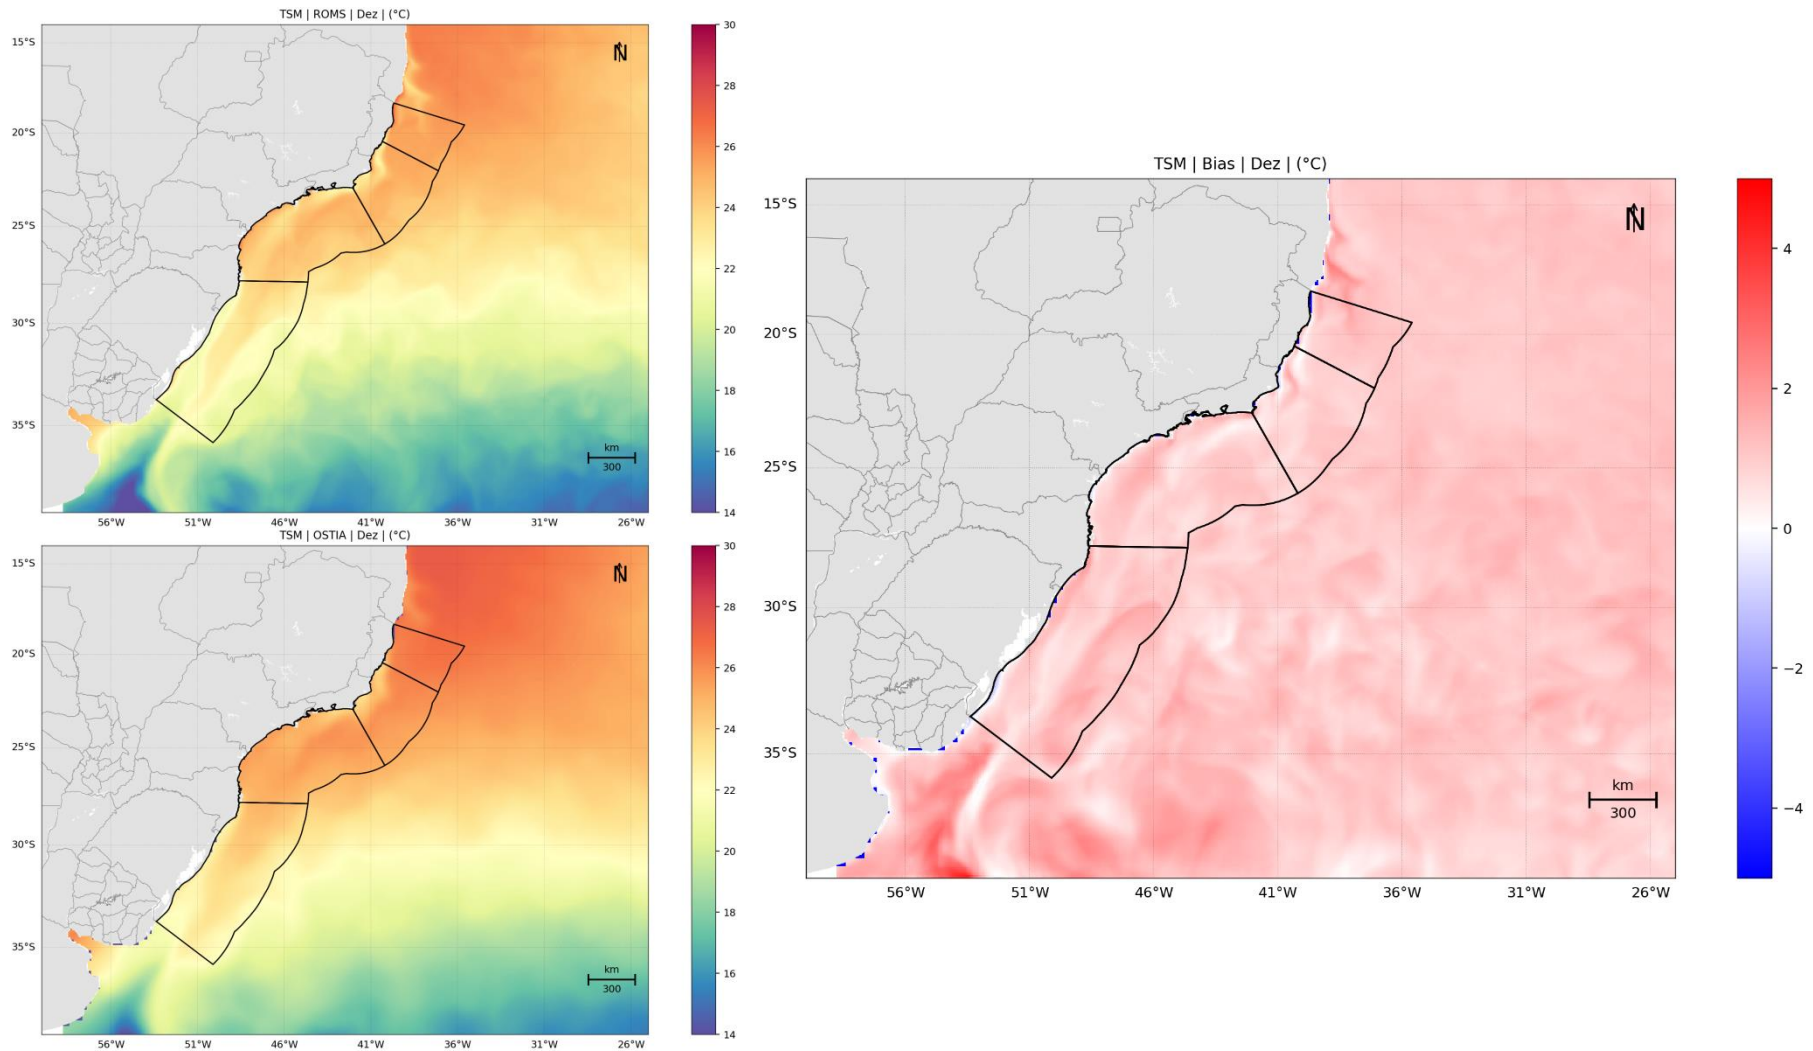 TSM | ROMS | Dez | (°C)
15°S
20°S
25°S
30°S
35°S
56°W 51°W 46°W 41°W 36°W 31°W 26°W
N
km
300
30
28
26
24
22
20
18
16
14
TSM | OSTIA | Dez | (°C)
15°S
20°S
25°S
30°S
35°S
56°W 51°W 46°W 41°W 36°W 31°W 26°W
N
km
300
30
28
26
24
22
20
18
16
14
TSM | Bias | Dez | (°C)
15°S
20°S
25°S
30°S
35°S
56°W 51°W 46°W 41°W 36°W 31°W 26°W
N
km
300
4
2
0
−2
−4